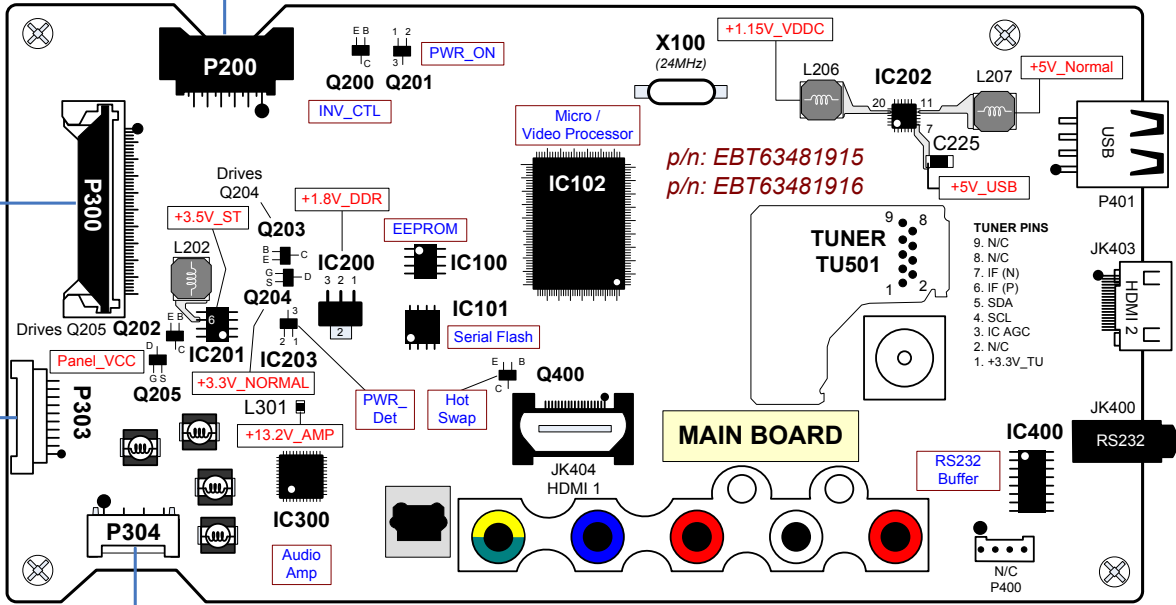 P200
E B
C
Q200
1 2
3
Q201
PWR_ON
INV_CTL
X100
(24MHz)
+1.15V_VDDC
L206
IC202
L207
+5V_Normal
20
11
7
C225
+5V_USB
USB
P401
Micro /
Video Processor
IC102
p/n: EBT63481915
p/n: EBT63481916
P300
Drives
Q204
+3.5V_ST
Q203
+1.8V_DDR
L202
B
E
C
G
S
D
Q204
IC200
3 2 1
2
EEPROM
IC100
IC101
Serial Flash
TUNER
TU501
9
8
1
2
TUNER PINS
9. N/C
8. N/C
7. IF (N)
6. IF (P)
5. SDA
4. SCL
3. IC AGC
2. N/C
1. +3.3V_TU
JK403
HDMI 2
Drives Q205
Q202
E B
C
6
IC201
3
2 1
IC203
Panel_VCC
D
G S
Q205
+3.3V_NORMAL
PWR_
Det
Hot
Swap
E
B
C
Q400
P303
L301
+13.2V_AMP
JK404
HDMI 1
MAIN BOARD
JK400
RS232
IC400
RS232
Buffer
IC300
P304
Audio
Amp
N/C
P400